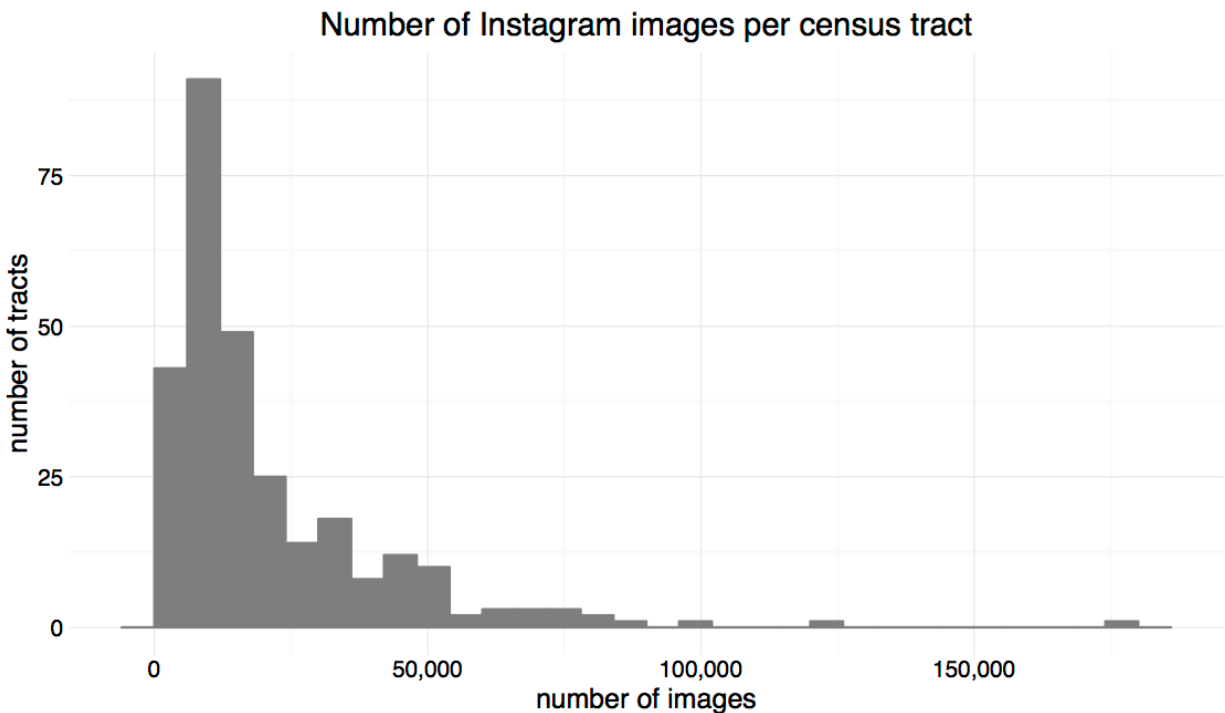 Number of Instagram images per census tract
number of tracts
75
50
25
0
0
50,000
100,000
150,000
number of images